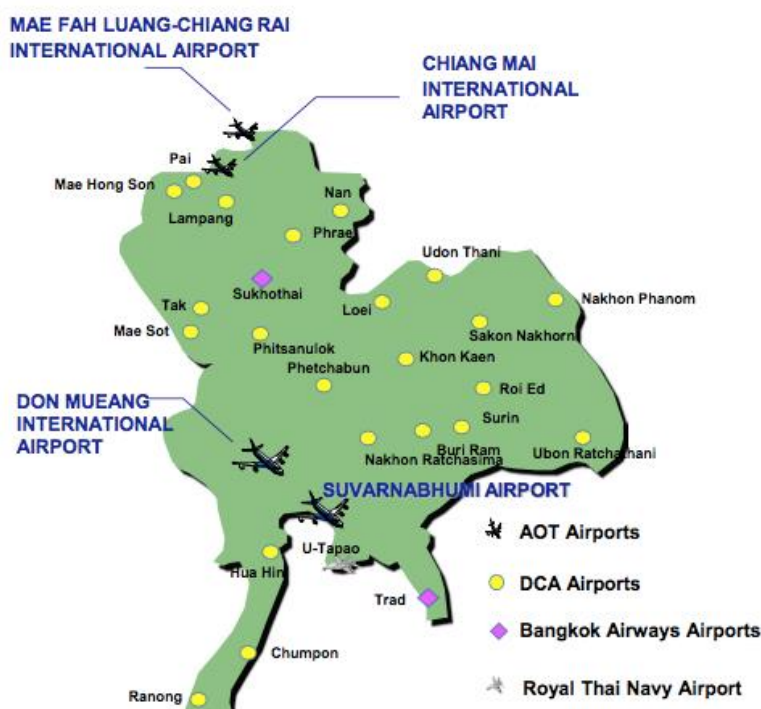 MAE FAH LUANG-CHIANG RAI
INTERNATIONAL AIRPORT
CHIANG MAI
INTERNATIONAL
AIRPORT
Pai
Mae Hong Son
Nan
Lampang
Phrae
Udon Thani
Sukhothai
Nakhon Phanom
Tak
Loei
Mae Sot
Sakon Nakhorn
Phitsanulok
Khon Kaen
Phetchabun
Roi Ed
DON MUEANG
INTERNATIONAL
AIRPORT
Surin
Buri Ram
Ubon Ratchathani
Nakhon Ratchasima
SUVARNABHUMI AIRPORT
AOT Airports
U-Tapao
Hua Hin
DCA Airports
Trad
Bangkok Airways Airports
Chumpon
Royal Thai Navy Airport
Ranong